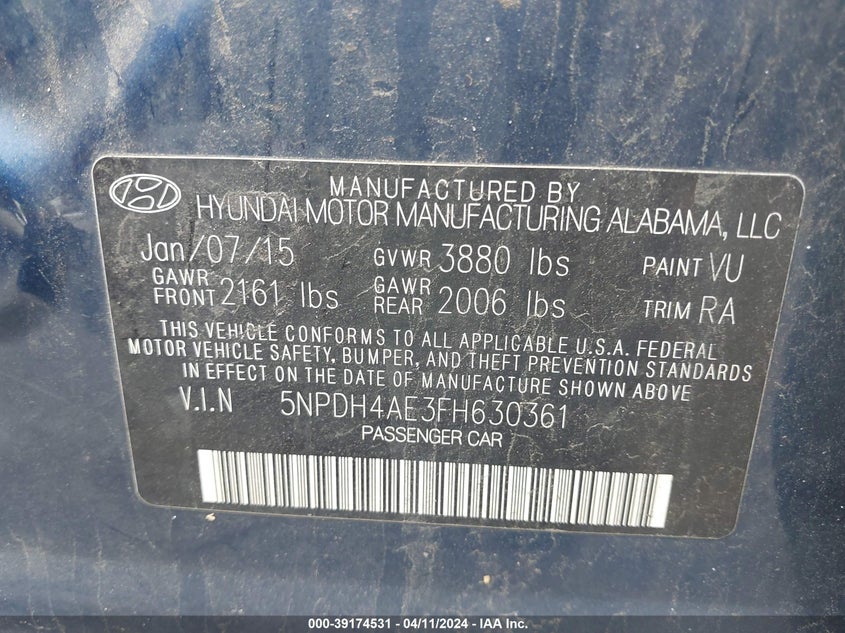 MANUFACTURED BY
HYUNDAI MOTOR MANUFACTURING ALABAMA, LLC
Jan/07/15 GVWR 3880 lbs PAINT VU
GAWR FRONT 2161 lbs GAWR REAR 2006 lbs TRIM RA
THIS VEHICLE CONFORMS TO ALL APPLICABLE U.S.A. FEDERAL
MOTOR VEHICLE SAFETY, BUMPER, AND THEFT PREVENTION STANDARDS
IN EFFECT ON THE DATE OF MANUFACTURE SHOWN ABOVE
V.I.N 5NPDH4AE3FH630361
PASSENGER CAR
000-39174531 - 04/11/2024 - IAA Inc.